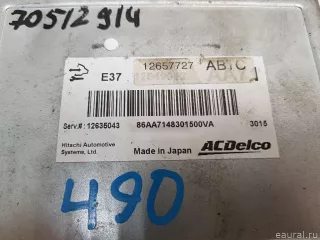 70512914
12657727 ABTC
E37
Serv.#: 12635043 86AA7148301500VA 3015
Hitachi Automotive
Systems, Ltd.
Made in Japan ACDelco
490
eaural.ru